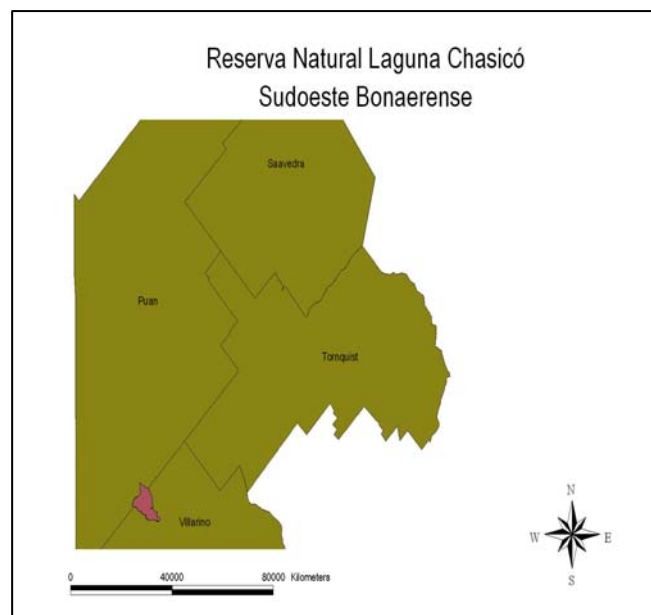 Reserva Natural Laguna Chasicó
Sudoeste Bonaerense
Saavedra
Puan
Tornquist
Villarino
N
W E
S
0 40000 80000 Kilometers